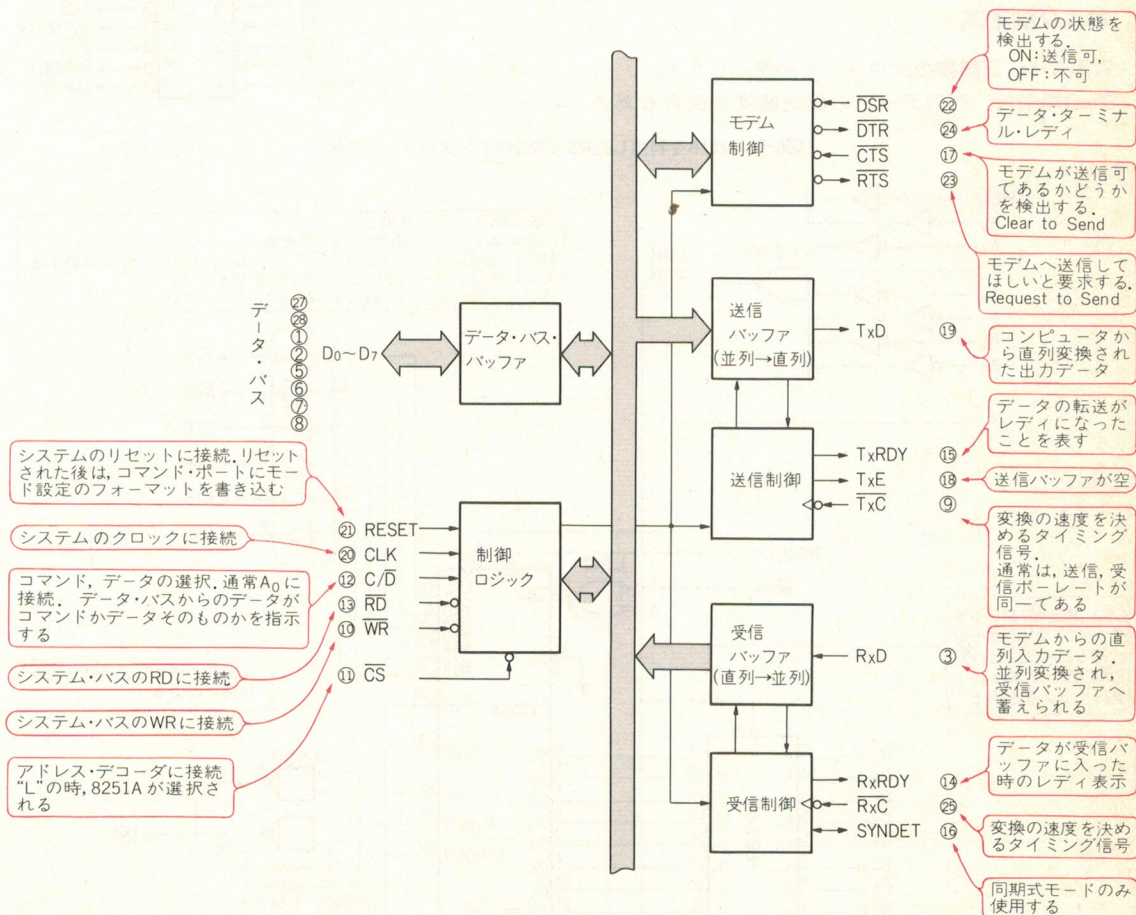 モデムの状態を
検出する.
ON:送信可,
OFF:不可
モデム
制御
DSR
㉒
DTR
㉔
データ・ターミナ
ル・レディ
CTS
⑰
RTS
㉓
モデムが送信可
であるかどうか
を検出する.
Clear to Send
モデムへ送信して
ほしいと要求する.
Request to Send
データ・バス
㉗
㉘
①
②
⑤
⑥
⑦
⑧
D₀〜D₇
データ・バス・
バッファ
送信
バッファ
(並列→直列)
TxD
⑲
コンピュータか
ら直列変換され
た出力データ
データの転送が
レディになった
ことを表す
送信制御
TxRDY
⑮
TxE
⑱
送信バッファが空
TxC
⑨
変換の速度を決
めるタイミング
信号.
通常は,送信,受
信ボーレートが
同一である
システムのリセットに接続.リセット
された後は,コマンド・ポートにモー
ド設定のフォーマットを書き込む
システムのクロックに接続
コマンド,データの選択.通常A₀に
接続. データ・バスからのデータが
コマンドかデータそのものかを指示
する
システム・バスのRDに接続
システム・バスのWRに接続
アドレス・デコーダに接続
“L”の時,8251Aが選択さ
れる
㉑ RESET
⑳ CLK
⑫ C/D
⑬ RD
⑩ WR
⑪ CS
制御
ロジック
受信
バッファ
(直列→並列)
RxD
③
モデムからの直
列入力データ.
並列変換され,
受信バッファへ
蓄えられる
受信制御
RxRDY
⑭
データが受信バ
ッファに入った
時のレディ表示
RxC
㉕
変換の速度を決め
るタイミング信号
SYNDET
⑯
同期式モードのみ
使用する